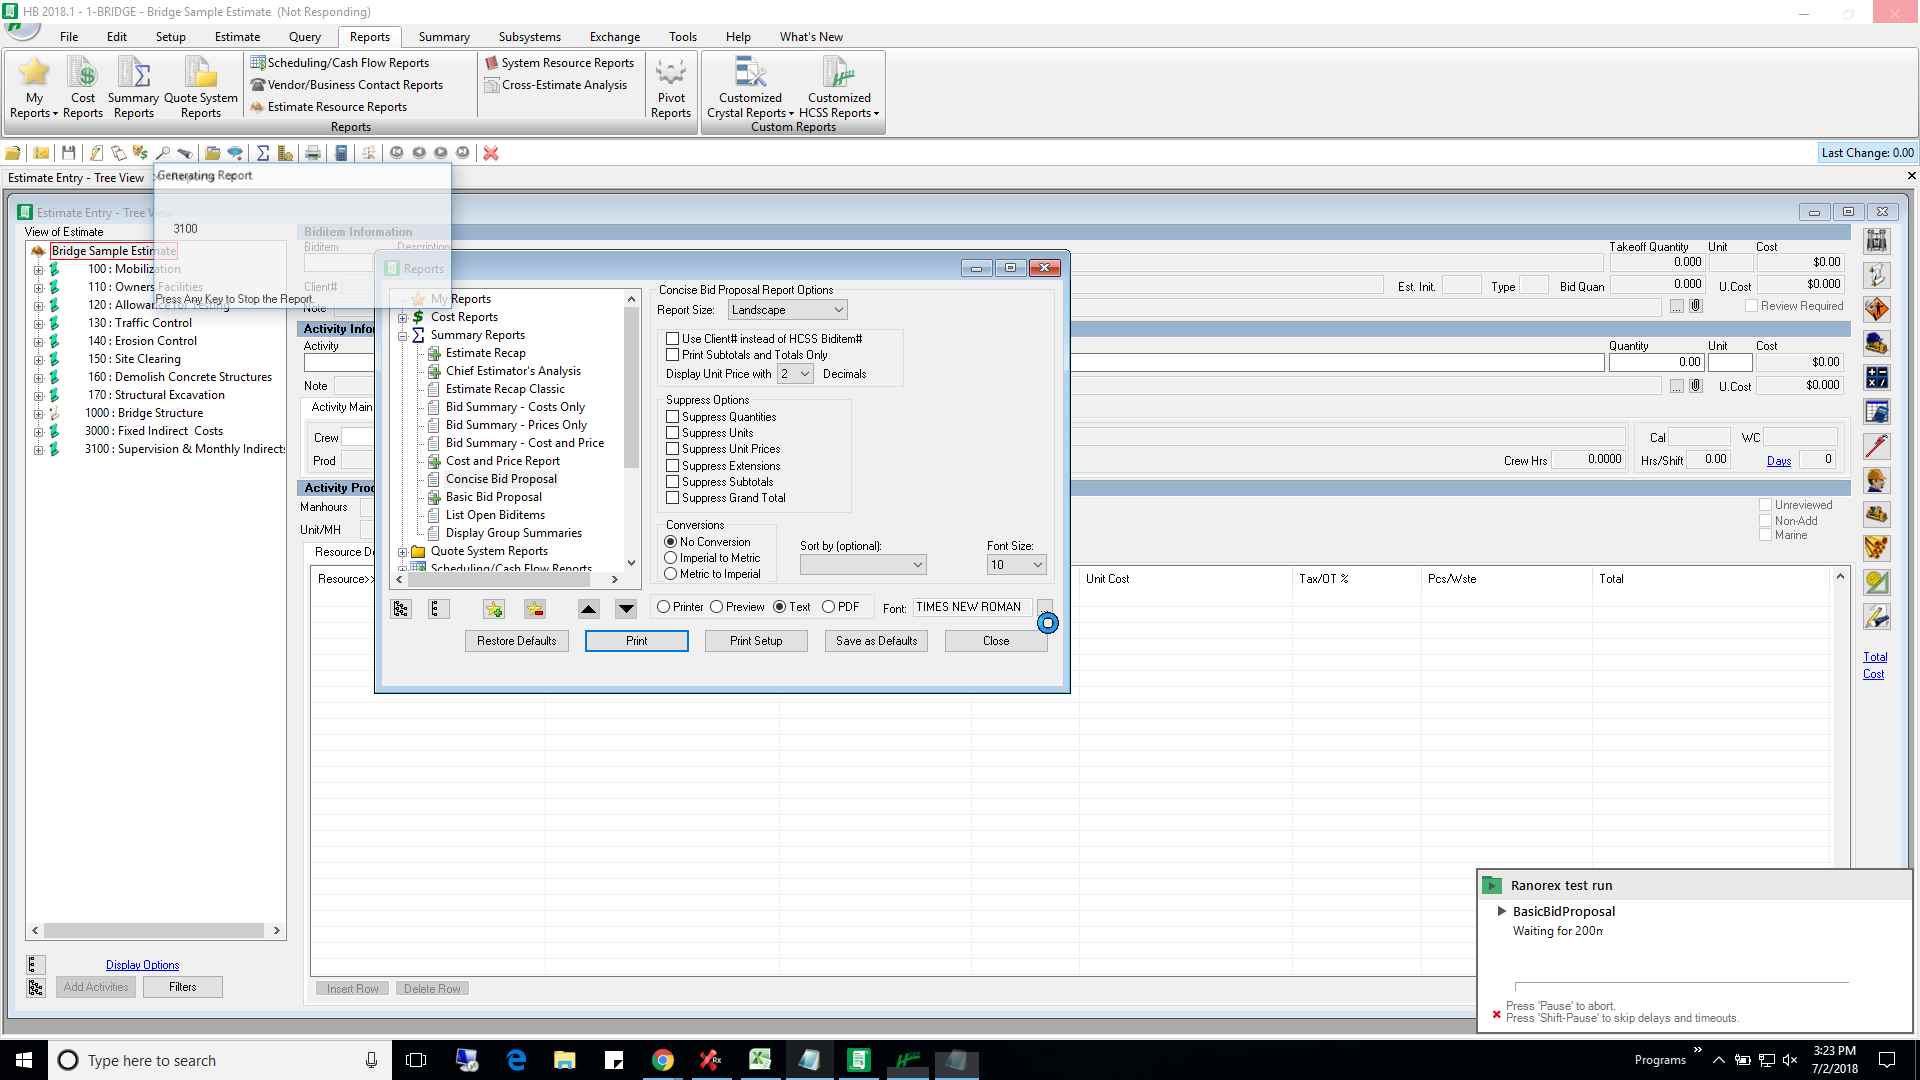 HB 2018.1 - 1-BRIDGE - Bridge Sample Estimate (Not Responding)
File Edit Setup Estimate Query Reports Summary Subsystems Exchange Tools Help What's New
My Reports
Cost Reports
Summary Reports
Quote System Reports
Scheduling/Cash Flow Reports
Vendor/Business Contact Reports
Estimate Resource Reports
System Resource Reports
Cross-Estimate Analysis
Pivot Reports
Customized Crystal Reports
Customized HCSS Reports
Reports
Custom Reports
Last Change: 0.00
Estimate Entry - Tree View
Generating Report
3100
Press Any Key to Stop the Report.
Estimate Entry - Tree
View of Estimate
Bridge Sample Estimate
100 : Mobilization
110 : Owners Facilities
120 : Allowance for Testing
130 : Traffic Control
140 : Erosion Control
150 : Site Clearing
160 : Demolish Concrete Structures
170 : Structural Excavation
1000 : Bridge Structure
3000 : Fixed Indirect Costs
3100 : Supervision & Monthly Indirects
Display Options
Add Activities
Filters
Biditem Information
Biditem
Description
Client#
Note
Takeoff Quantity Unit Cost
0.000 $0.00
Est. Init. Type Bid Quan 0.000 U.Cost $0.000
Review Required
Activity Infor
Activity
Quantity Unit Cost
0.00 $0.00
Note
U.Cost $0.000
Activity Main
Crew
Prod
Cal WC
Crew Hrs 0.0000 Hrs/Shift 0.00 Days 0
Activity Prod
Manhours
Unit/MH
Unreviewed
Non-Add
Marine
Resource De
Resource>> Unit Cost Tax/OT % Pcs/Wste Total
Insert Row
Delete Row
Total
Cost
Reports
My Reports
Cost Reports
Summary Reports
Estimate Recap
Chief Estimator's Analysis
Estimate Recap Classic
Bid Summary - Costs Only
Bid Summary - Prices Only
Bid Summary - Cost and Price
Cost and Price Report
Concise Bid Proposal
Basic Bid Proposal
List Open Biditems
Display Group Summaries
Quote System Reports
Scheduling/Cash Flow Reports
Concise Bid Proposal Report Options
Report Size: Landscape
Use Client# instead of HCSS Biditem#
Print Subtotals and Totals Only
Display Unit Price with 2 Decimals
Suppress Options
Suppress Quantities
Suppress Units
Suppress Unit Prices
Suppress Extensions
Suppress Subtotals
Suppress Grand Total
Conversions
No Conversion
Imperial to Metric
Metric to Imperial
Sort by (optional):
Font Size:
10
Printer Preview Text PDF Font: TIMES NEW ROMAN
Restore Defaults
Print
Print Setup
Save as Defaults
Close
Ranorex test run
BasicBidProposal
Waiting for 200m
Press 'Pause' to abort.
Press 'Shift-Pause' to skip delays and timeouts.
Type here to search
Programs
3:23 PM
7/2/2018